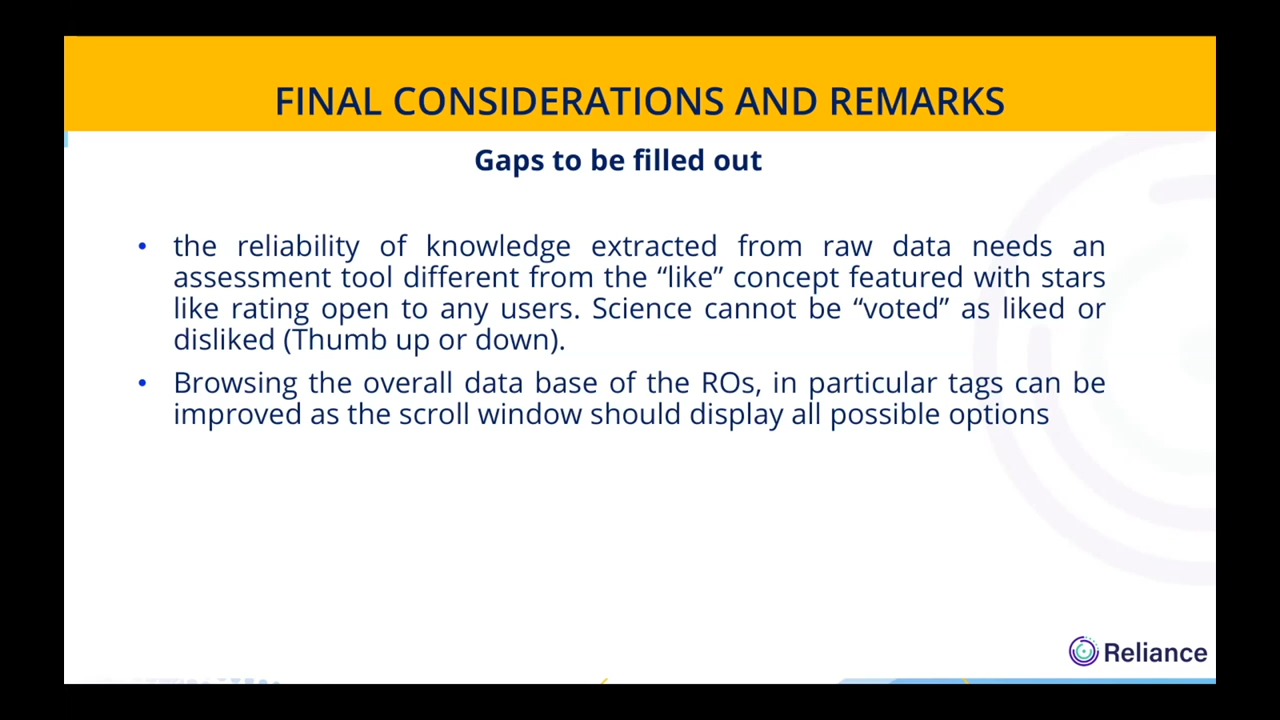 FINAL CONSIDERATIONS AND REMARKS
Gaps to be filled out
• the reliability of knowledge extracted from raw data needs an
assessment tool different from the “like” concept featured with stars
like rating open to any users. Science cannot be “voted” as liked or
disliked (Thumb up or down).
• Browsing the overall data base of the ROs, in particular tags can be
improved as the scroll window should display all possible options
Reliance